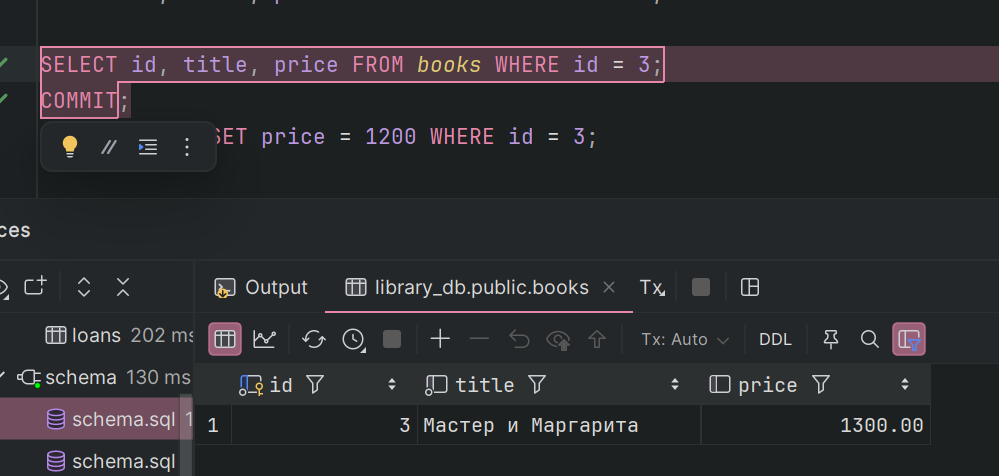 SELECT id, title, price FROM books WHERE id = 3;
COMMIT;
SET price = 1200 WHERE id = 3;
ces
Output library_db.public.books × Tx
loans 202 ms
Tx: Auto DDL
schema 130 ms
id title price
schema.sql 1
1 3 Мастер и Маргарита 1300.00
schema.sql